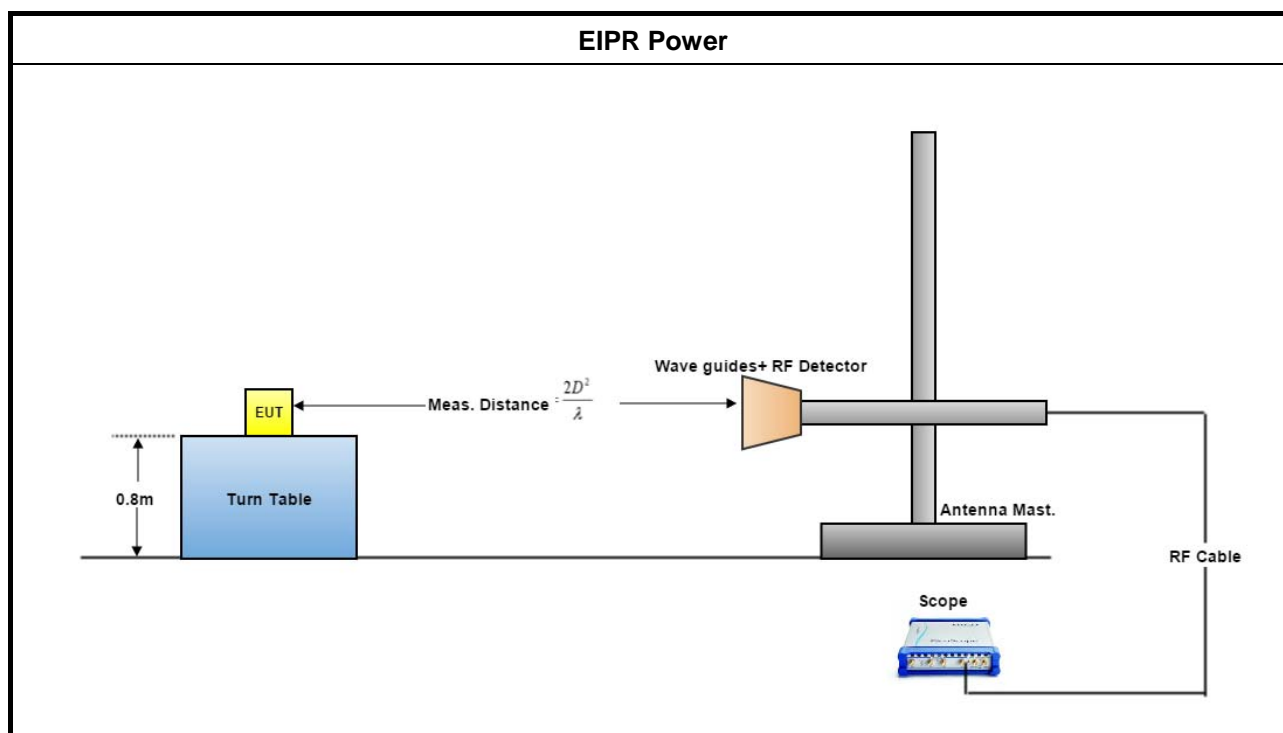 EIPR Power
Wave guides+ RF Detector
EUT
Meas. Distance = 2D²/λ
0.8m
Turn Table
Antenna Mast.
RF Cable
Scope